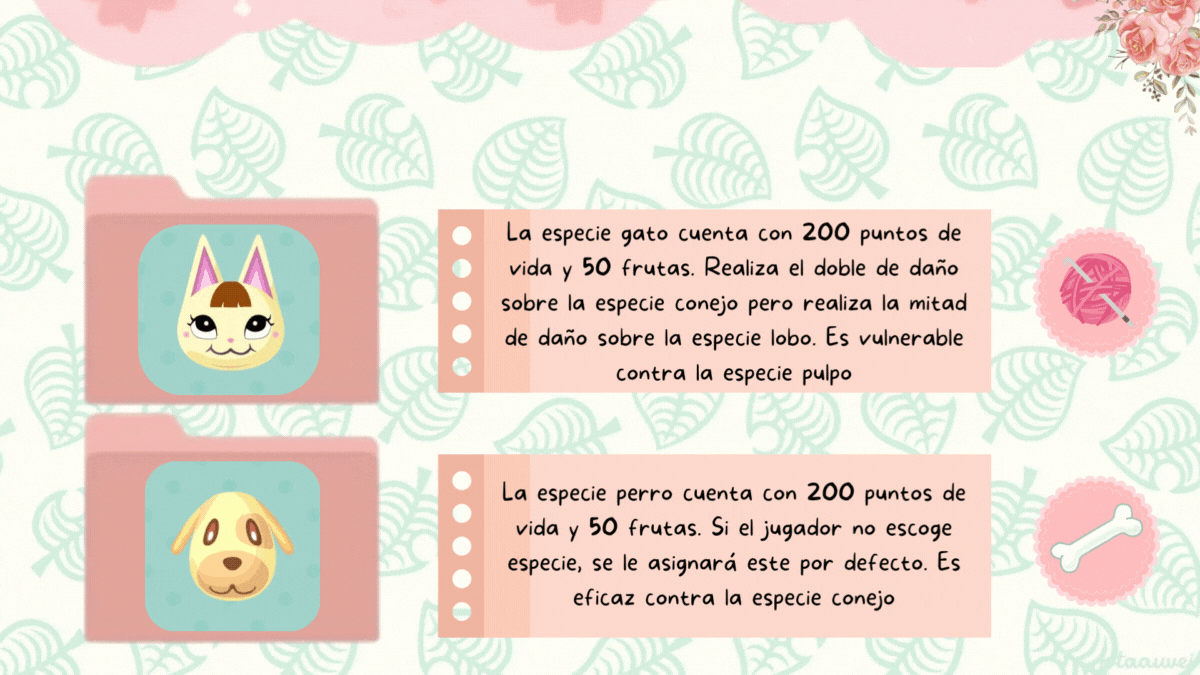 La especie gato cuenta con 200 puntos de
vida y 50 frutas. Realiza el doble de daño
sobre la especie conejo pero realiza la mitad
de daño sobre la especie lobo. Es vulnerable
contra la especie pulpo
La especie perro cuenta con 200 puntos de
vida y 50 frutas. Si el jugador no escoge
especie, se le asignará este por defecto. Es
eficaz contra la especie conejo